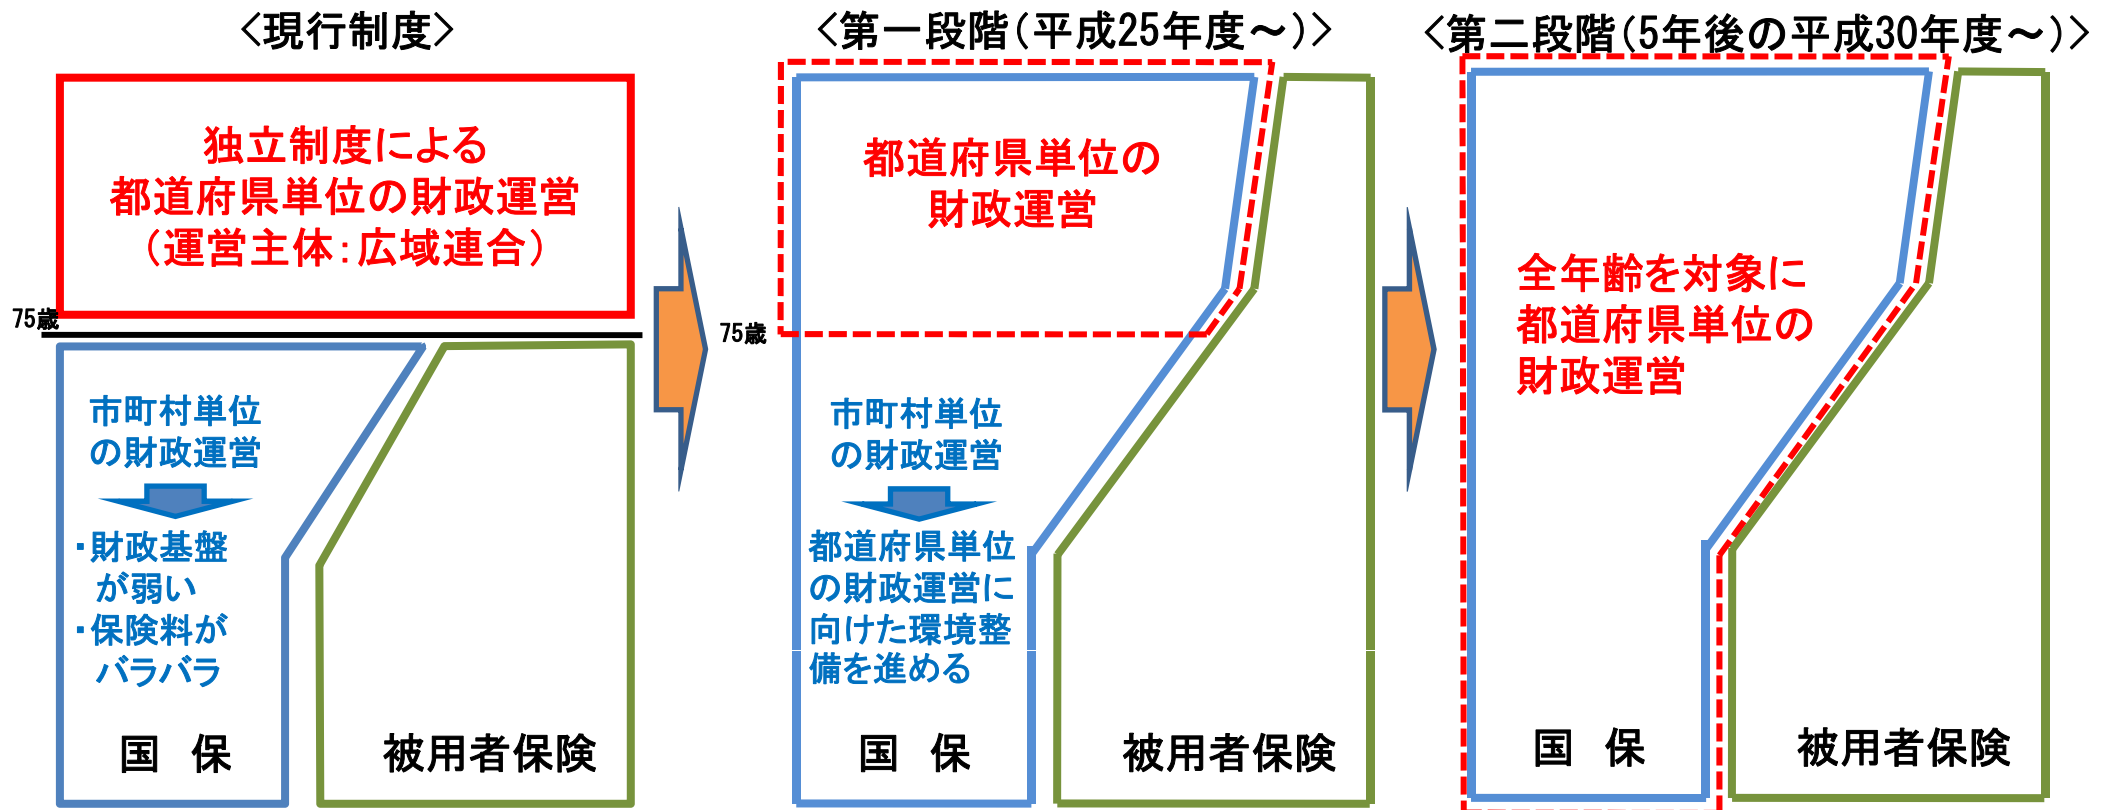 <現行制度>
独立制度による
都道府県単位の財政運営
（運営主体：広域連合）
75歳
市町村単位
の財政運営
・財政基盤
が弱い
・保険料が
バラバラ
国 保
被用者保険
<第一段階(平成25年度～)>
都道府県単位の
財政運営
75歳
市町村単位
の財政運営
都道府県単位
の財政運営に
向けた環境整
備を進める
国 保
被用者保険
<第二段階(5年後の平成30年度～)>
全年齢を対象に
都道府県単位の
財政運営
国 保
被用者保険